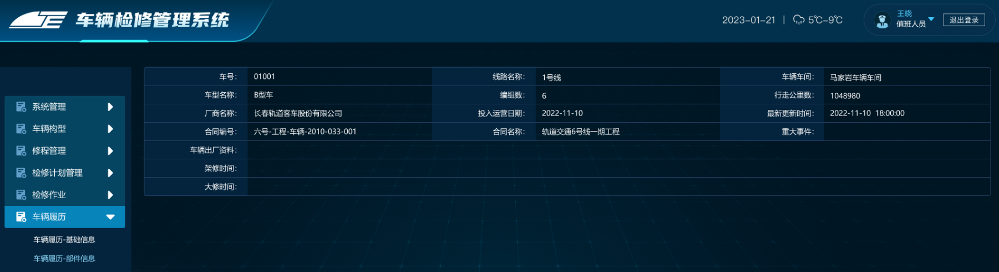 车辆检修管理系统
2023-01-21 | 5℃-9℃
王晓
值班人员
退出登录
系统管理
车辆构型
修程管理
检修计划管理
检修作业
车辆履历
车辆履历-基础信息
车辆履历-部件信息
车号： 01001 线路名称： 1号线 车辆车间： 马家岩车辆车间
车型名称： B型车 编组数： 6 行走公里数： 1048980
厂商名称： 长春轨道客车股份有限公司 投入运营日期： 2022-11-10 最新更新时间： 2022-11-10 18:00:00
合同编号： 六号-工程-车辆-2010-033-001 合同名称： 轨道交通6号线一期工程 重大事件：
车辆出厂资料：
架修时间：
大修时间：